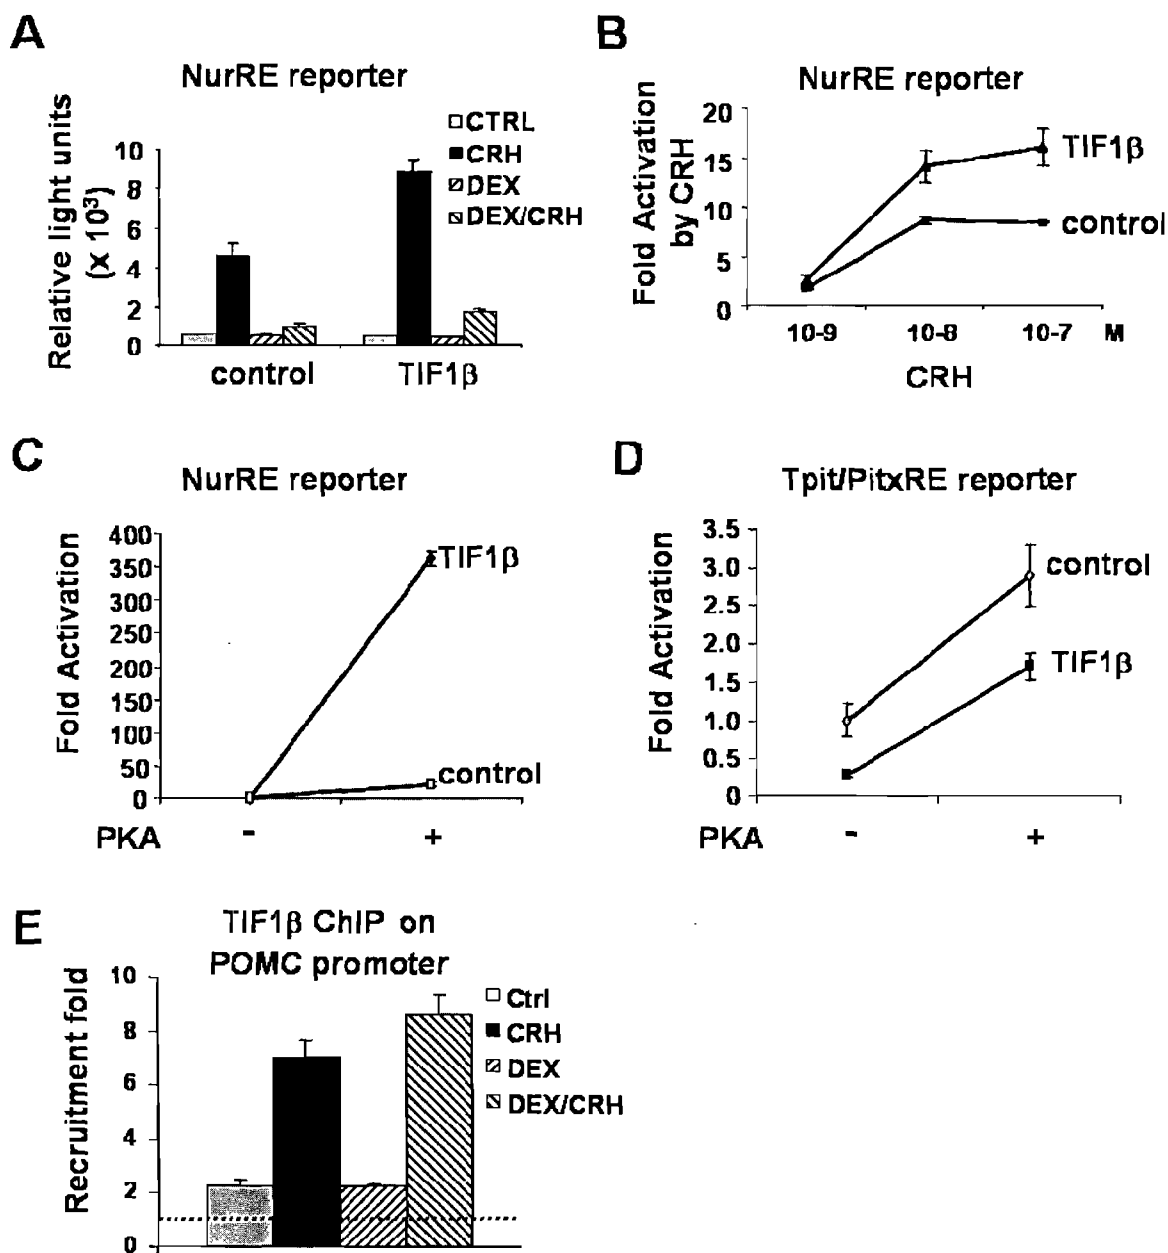 A
NurRE reporter
Relative light units
(x 10³)
10
8
6
4
2
0
CTRL
CRH
DEX
DEX/CRH
control
TIF1β
B
NurRE reporter
Fold Activation
by CRH
20
15
10
5
0
TIF1β
control
10-9
10-8
10-7
M
CRH
C
NurRE reporter
Fold Activation
400
350
300
250
200
150
100
50
0
TIF1β
control
PKA
-
+
D
Tpit/PitxRE reporter
Fold Activation
3.5
3.0
2.5
2.0
1.5
1.0
0.5
0
control
TIF1β
PKA
-
+
E
TIF1β ChIP on
POMC promoter
Recruitment fold
10
8
6
4
2
0
Ctrl
CRH
DEX
DEX/CRH